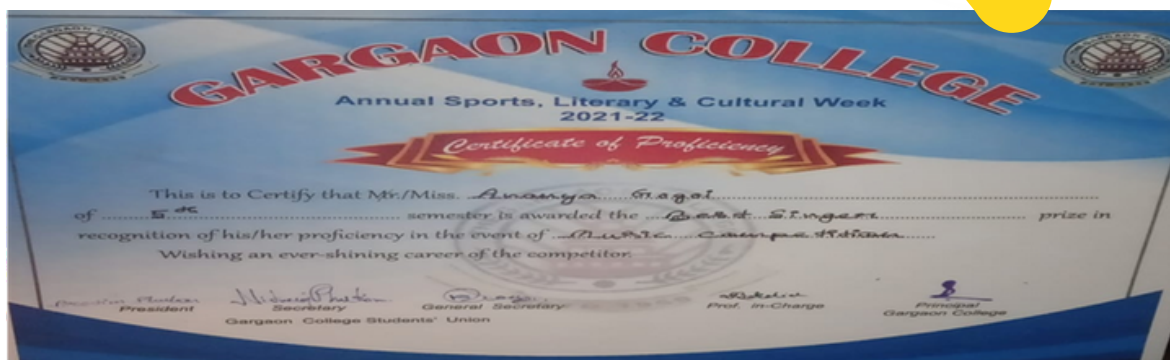 GARGAON COLLEGE
Annual Sports, Literary & Cultural Week
2021-22
Certificate of Proficiency
This is to Certify that Mr/Miss. Ananya Gogoi
of 5th semester is awarded the Best Singer prize in
recognition of his/her proficiency in the event of Music Competition
Wishing an ever-shining career of the competitor.
President Secretary General Secretary Prof. in-Charge Principal
Gargaon College Students' Union Gargaon College